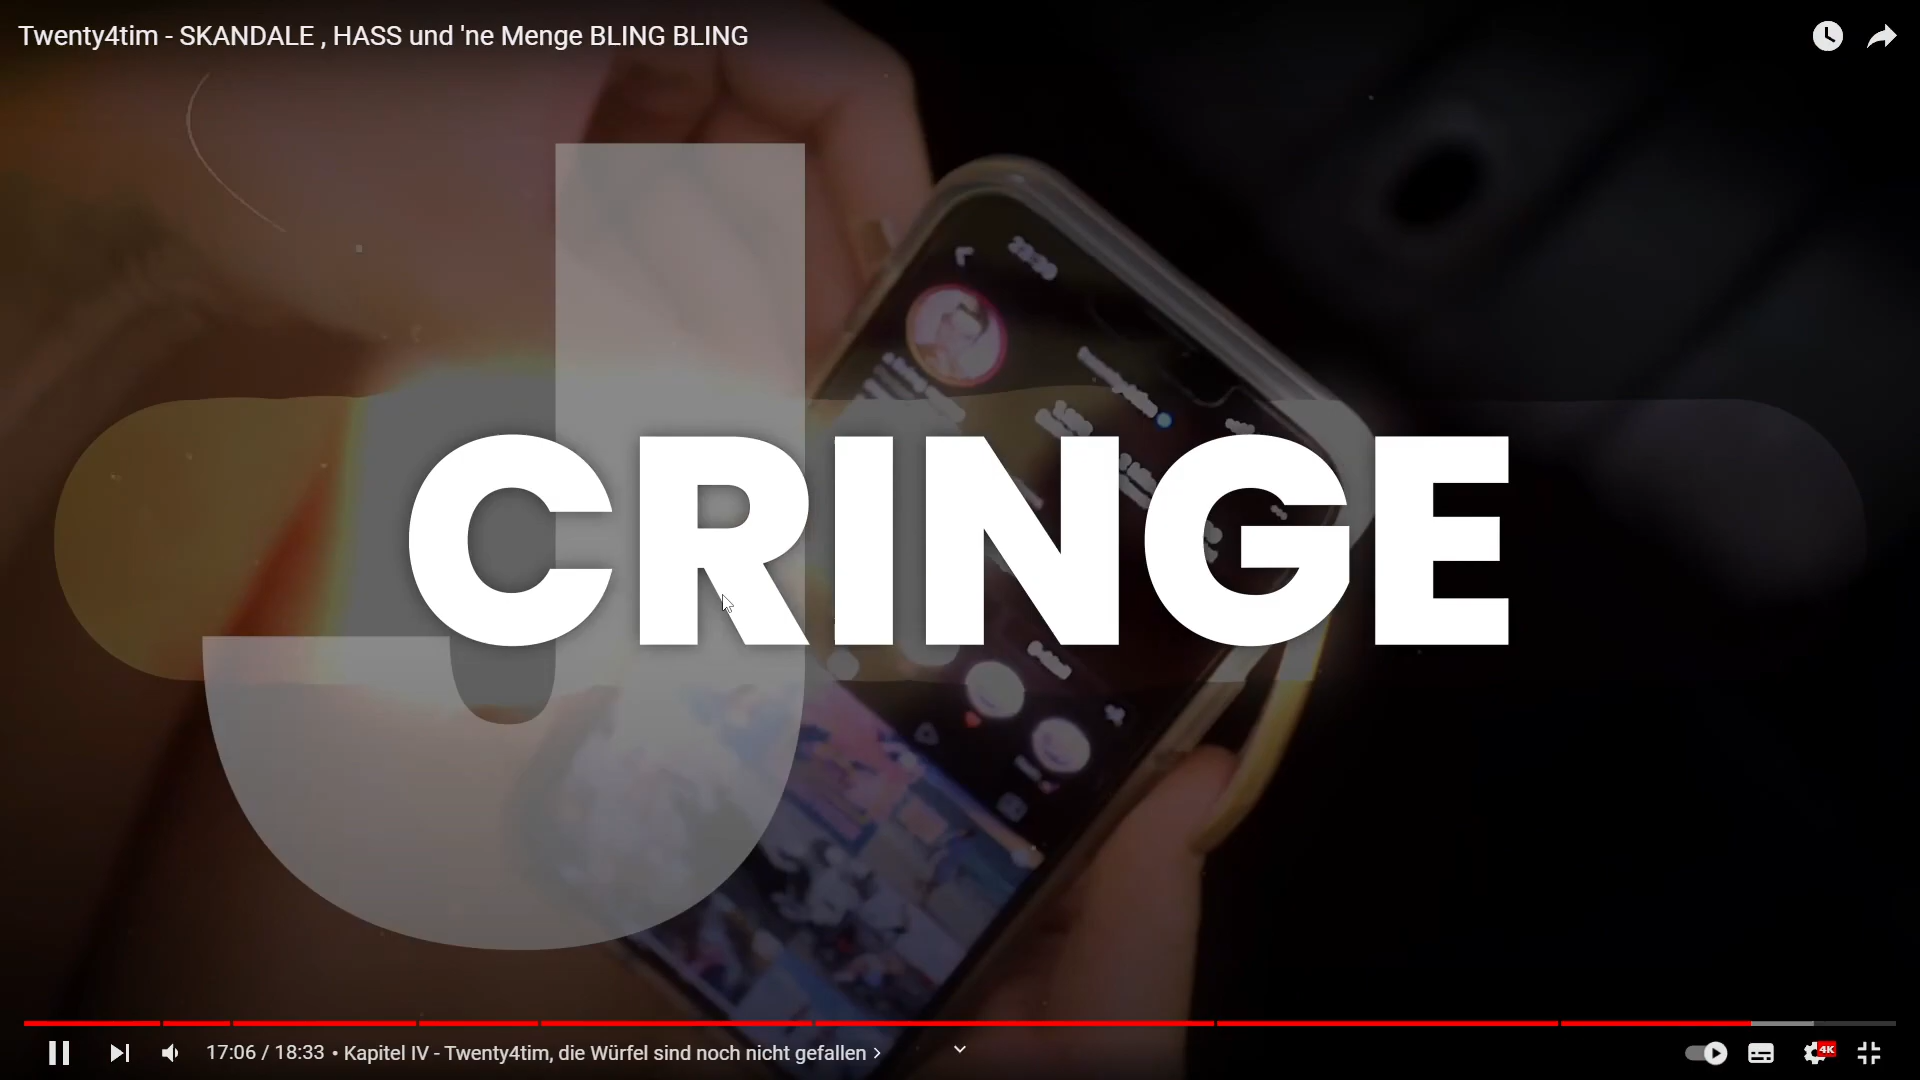 Twenty4tim - SKANDALE , HASS und 'ne Menge BLING BLING
J
CRINGE
17:06 / 18:33 • Kapitel IV - Twenty4tim, die Würfel sind noch nicht gefallen
4K